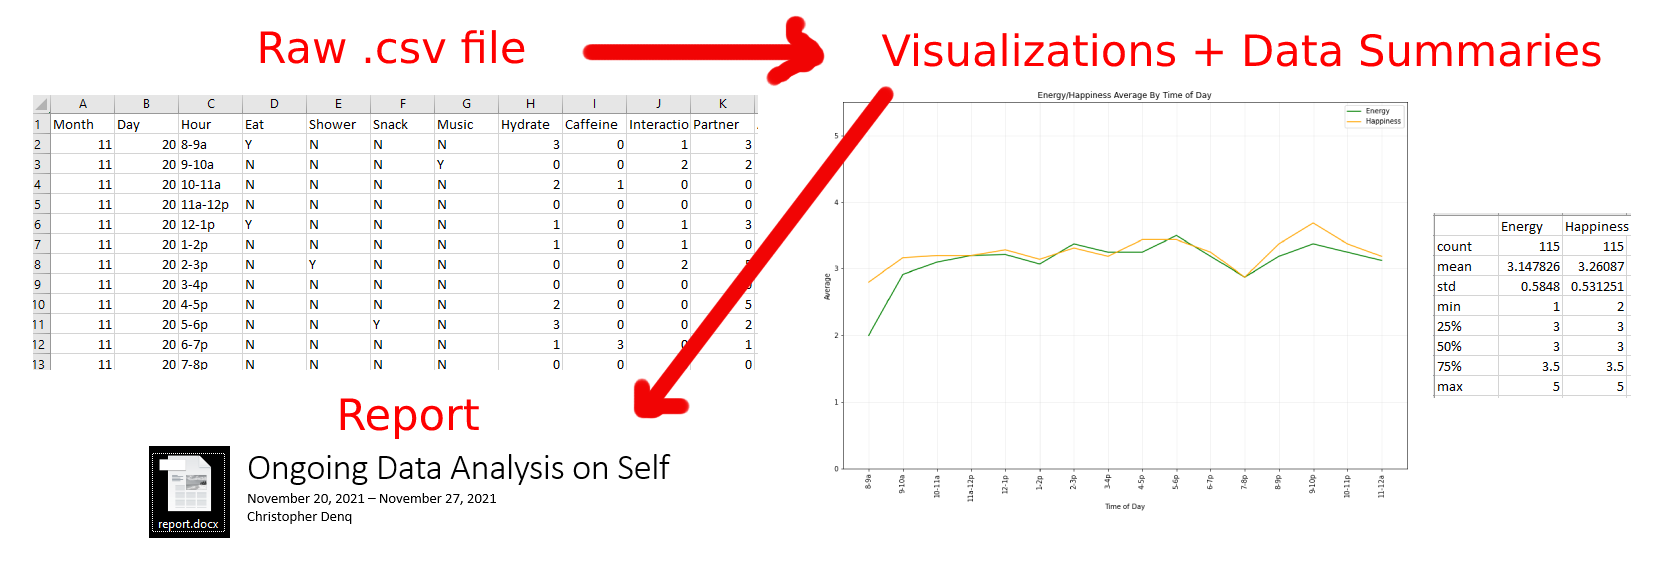 Raw .csv file
Visualizations + Data Summaries
A B C D E F G H I J K
1 Month Day Hour Eat Shower Snack Music Hydrate Caffeine Interactio Partner
2 11 20 8-9a Y N N N 3 0 1 3
3 11 20 9-10a N N N Y 0 0 2 2
4 11 20 10-11a N N N N 2 1 0 0
5 11 20 11a-12p N N N N 0 0 0 0
6 11 20 12-1p Y N N N 1 0 1 3
7 11 20 1-2p N N N N 1 0 1 0
8 11 20 2-3p N Y N N 0 0 2
9 11 20 3-4p N N N N 0 0 0
10 11 20 4-5p N N N N 2 0 0 5
11 11 20 5-6p N N Y N 3 0 0 2
12 11 20 6-7p N N N N 1 3 1
13 11 20 7-8p N N N N 0 0 0
Energy/Happiness Average By Time of Day
Energy
Happiness
5
4
3
2
1
0
Average
8-9a 9-10a 10-11a 11a-12p 12-1p 1-2p 2-3p 3-4p 4-5p 5-6p 6-7p 7-8p 8-9p 9-10p 10-11p 11-12a
Time of Day
Energy Happiness
count 115 115
mean 3.147826 3.26087
std 0.5848 0.531251
min 1 2
25% 3 3
50% 3 3
75% 3.5 3.5
max 5 5
Report
report.docx
Ongoing Data Analysis on Self
November 20, 2021 – November 27, 2021
Christopher Denq